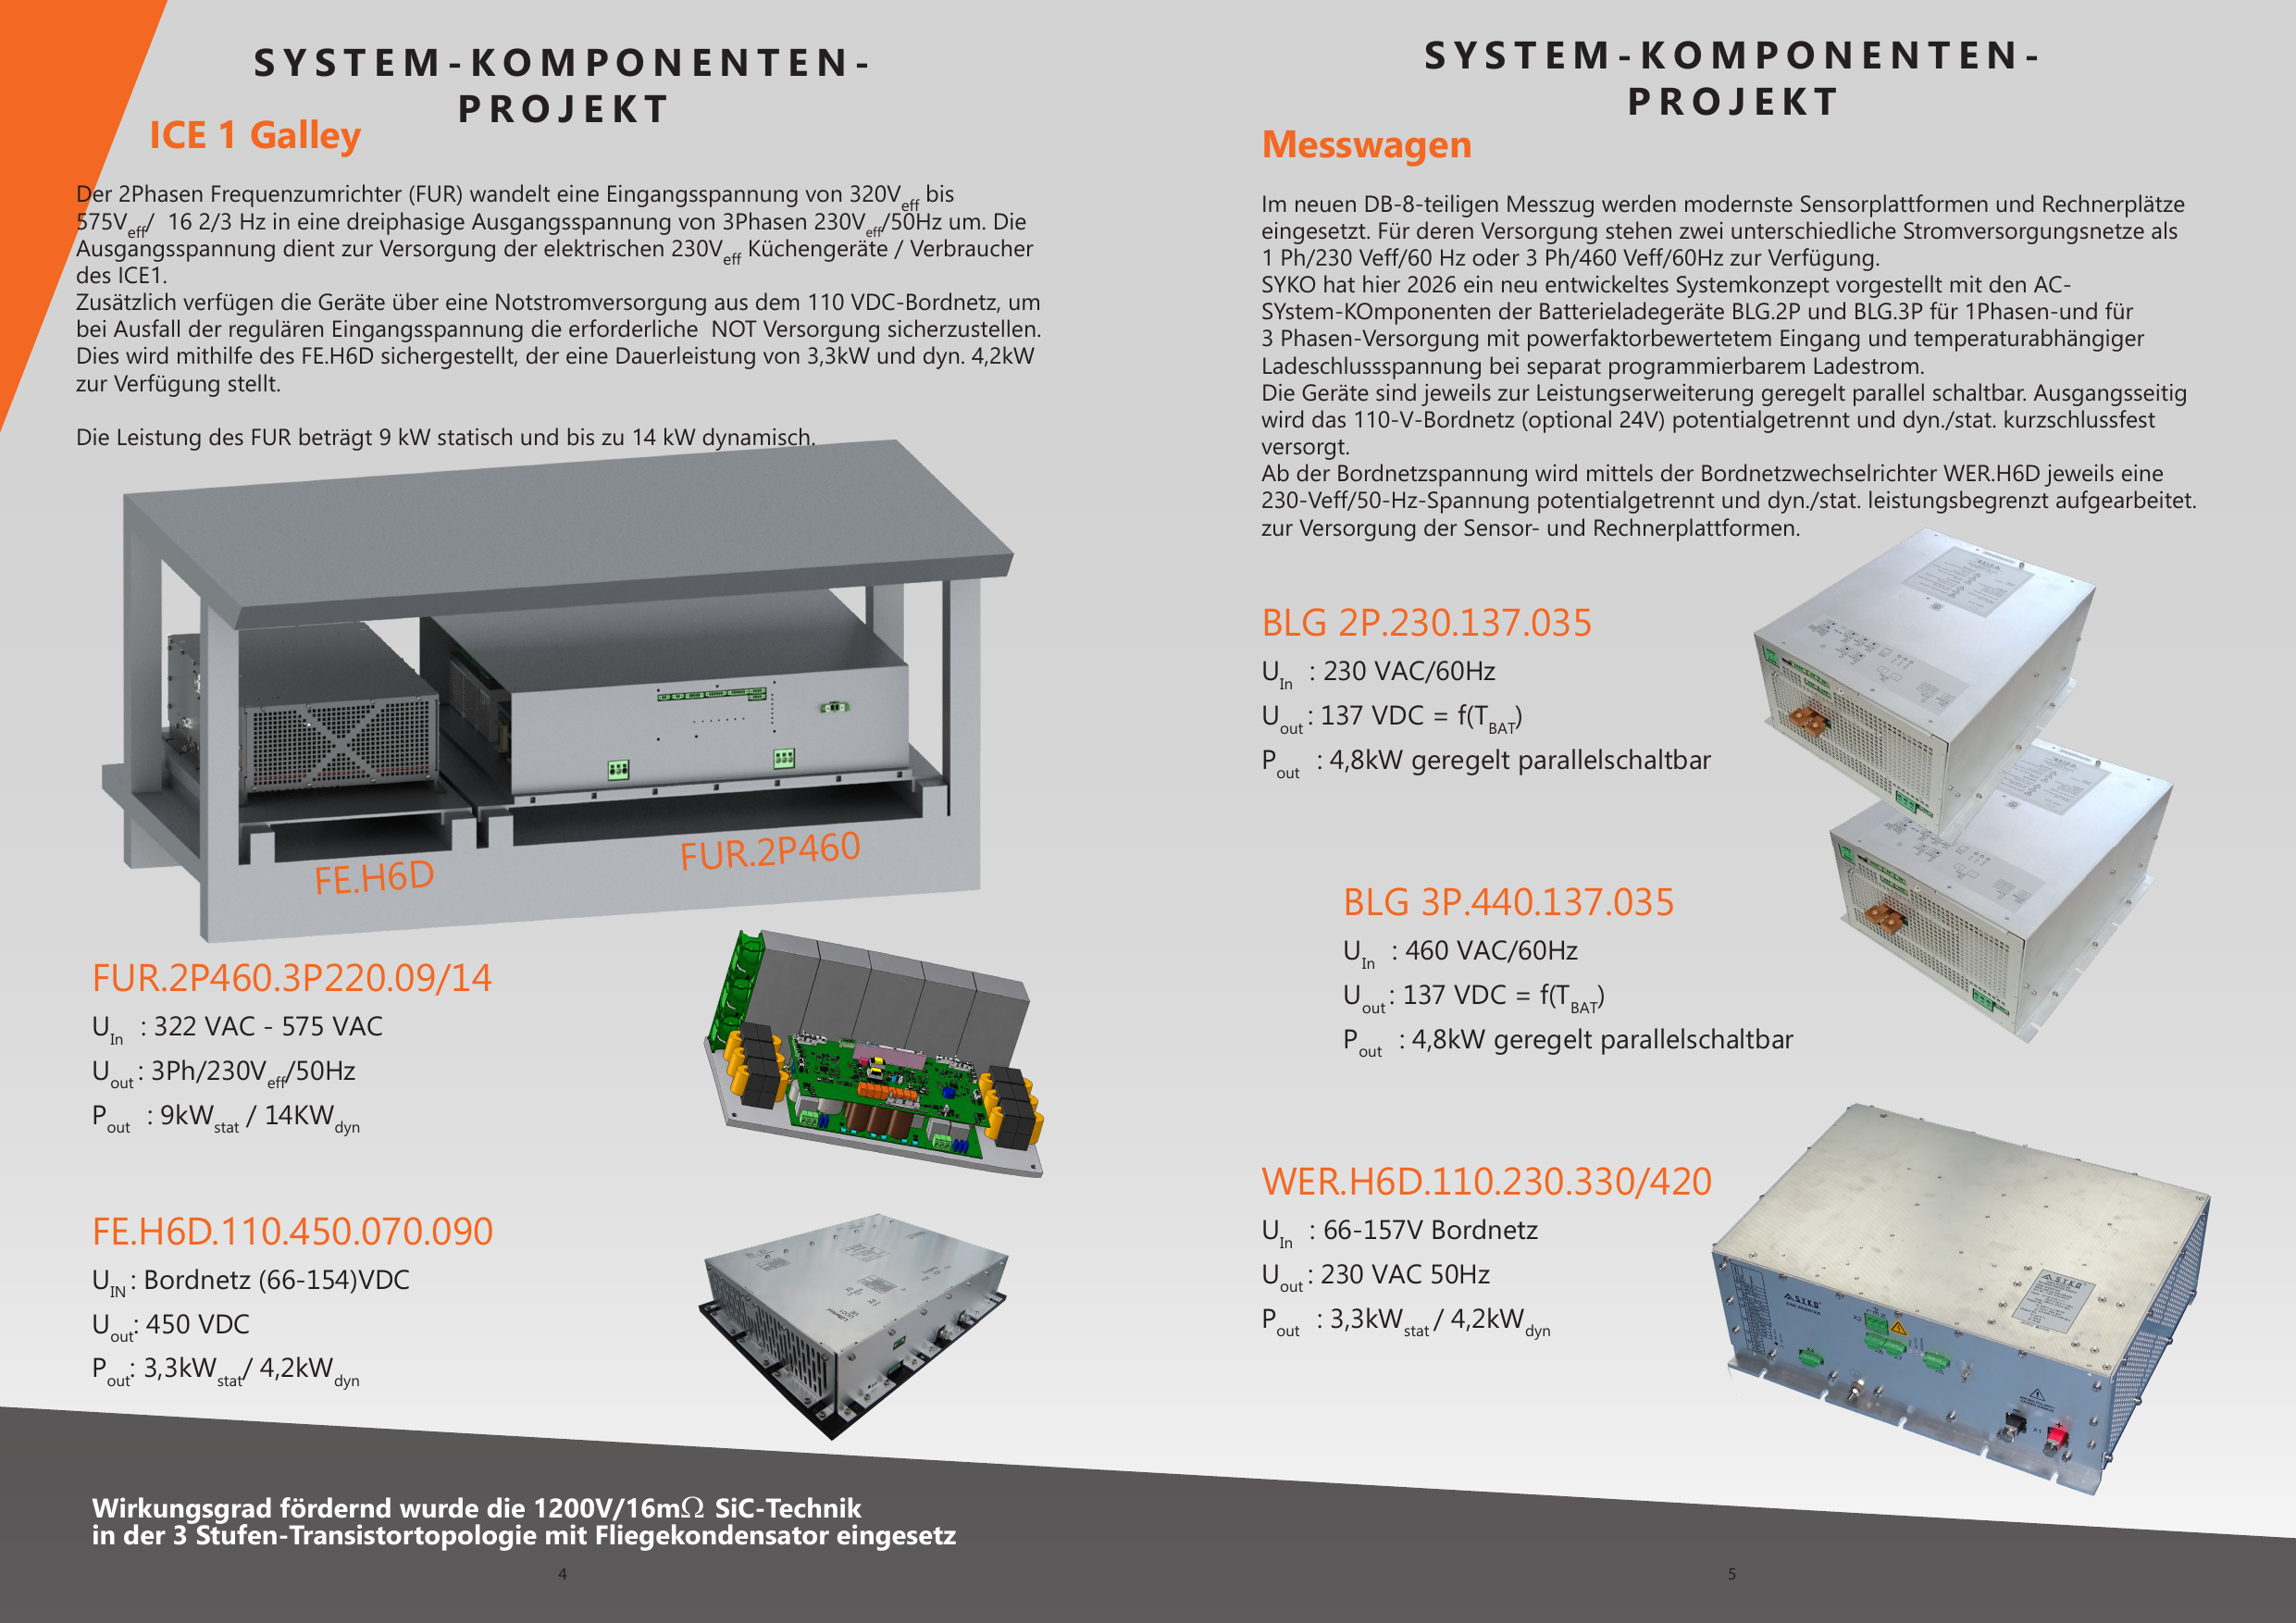 SYSTEM-KOMPONENTEN-
PROJEKT
ICE 1 Galley
Der 2Phasen Frequenzumrichter (FUR) wandelt eine Eingangsspannung von 320Veff bis
575Veff/  16 2/3 Hz in eine dreiphasige Ausgangsspannung von 3Phasen 230Veff/50Hz um. Die
Ausgangsspannung dient zur Versorgung der elektrischen 230Veff Küchengeräte / Verbraucher
des ICE1.
Zusätzlich verfügen die Geräte über eine Notstromversorgung aus dem 110 VDC-Bordnetz, um
bei Ausfall der regulären Eingangsspannung die erforderliche  NOT Versorgung sicherzustellen.
Dies wird mithilfe des FE.H6D sichergestellt, der eine Dauerleistung von 3,3kW und dyn. 4,2kW
zur Verfügung stellt.
Die Leistung des FUR beträgt 9 kW statisch und bis zu 14 kW dynamisch.
FE.H6D
FUR.2P460
FUR.2P460.3P220.09/14
UIn : 322 VAC - 575 VAC
Uout : 3Ph/230Veff/50Hz
Pout : 9kWstat / 14KWdyn
FE.H6D.110.450.070.090
UIN : Bordnetz (66-154)VDC
Uout: 450 VDC
Pout: 3,3kWstat/ 4,2kWdyn
Wirkungsgrad fördernd wurde die 1200V/16mΩ SiC-Technik
in der 3 Stufen-Transistortopologie mit Fliegekondensator eingesetz
4
SYSTEM-KOMPONENTEN-
PROJEKT
Messwagen
Im neuen DB-8-teiligen Messzug werden modernste Sensorplattformen und Rechnerplätze
eingesetzt. Für deren Versorgung stehen zwei unterschiedliche Stromversorgungsnetze als
1 Ph/230 Veff/60 Hz oder 3 Ph/460 Veff/60Hz zur Verfügung.
SYKO hat hier 2026 ein neu entwickeltes Systemkonzept vorgestellt mit den AC-
SYstem-KOmponenten der Batterieladegeräte BLG.2P und BLG.3P für 1Phasen-und für
3 Phasen-Versorgung mit powerfaktorbewertetem Eingang und temperaturabhängiger
Ladeschlussspannung bei separat programmierbarem Ladestrom.
Die Geräte sind jeweils zur Leistungserweiterung geregelt parallel schaltbar. Ausgangsseitig
wird das 110-V-Bordnetz (optional 24V) potentialgetrennt und dyn./stat. kurzschlussfest
versorgt.
Ab der Bordnetzspannung wird mittels der Bordnetzwechselrichter WER.H6D jeweils eine
230-Veff/50-Hz-Spannung potentialgetrennt und dyn./stat. leistungsbegrenzt aufgearbeitet.
zur Versorgung der Sensor- und Rechnerplattformen.
BLG 2P.230.137.035
UIn : 230 VAC/60Hz
Uout : 137 VDC = f(TBAT)
Pout : 4,8kW geregelt parallelschaltbar
BLG 3P.440.137.035
UIn : 460 VAC/60Hz
Uout : 137 VDC = f(TBAT)
Pout : 4,8kW geregelt parallelschaltbar
WER.H6D.110.230.330/420
UIn : 66-157V Bordnetz
Uout : 230 VAC 50Hz
Pout : 3,3kWstat / 4,2kWdyn
SYKO
SYKO
X2
X1
5